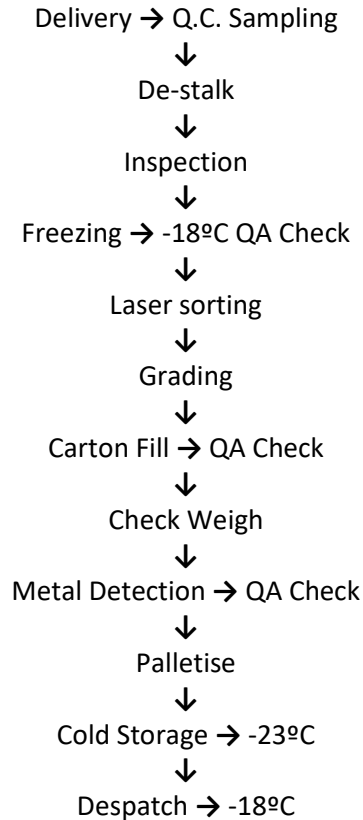 Delivery → Q.C. Sampling
↓
De-stalk
↓
Inspection
↓
Freezing → -18ºC QA Check
↓
Laser sorting
↓
Grading
↓
Carton Fill → QA Check
↓
Check Weigh
↓
Metal Detection → QA Check
↓
Palletise
↓
Cold Storage → -23ºC
↓
Despatch → -18ºC